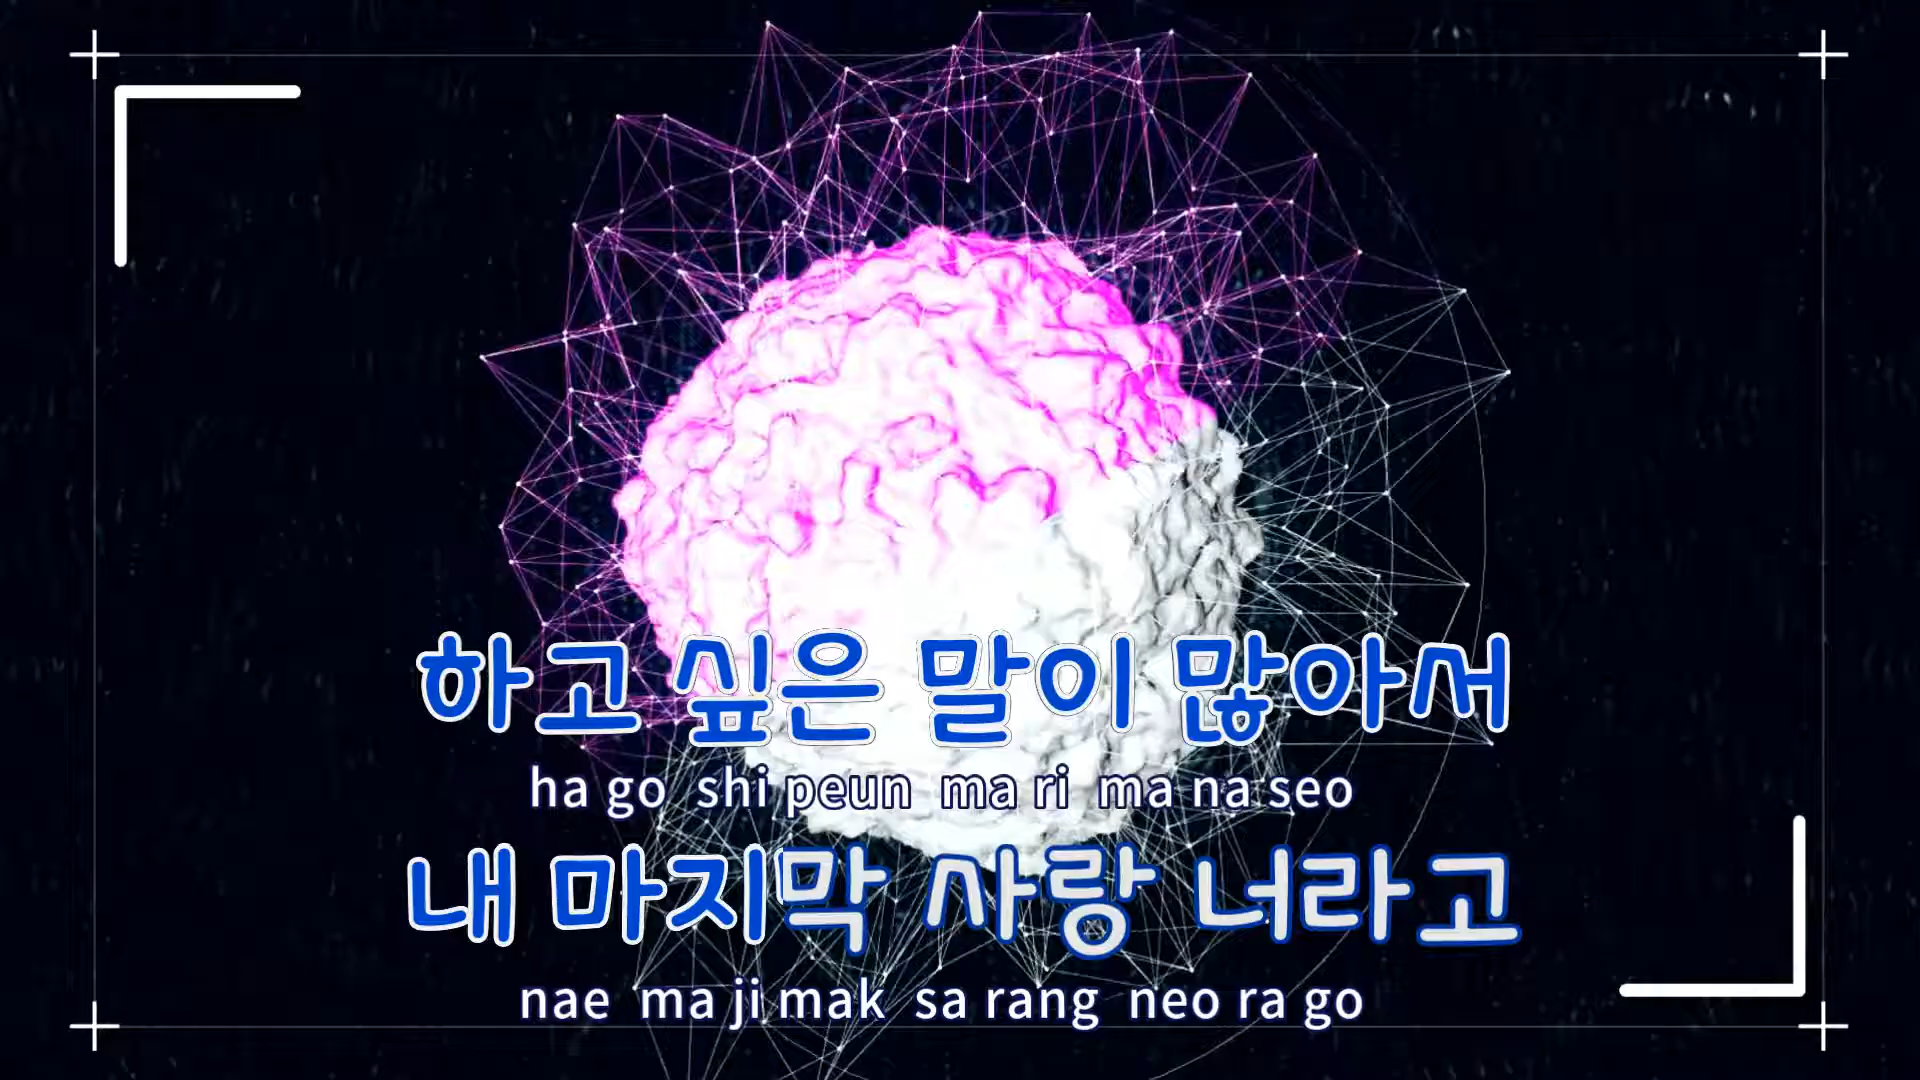 하고 싶은 말이 많아서
ha go shi peun ma ri ma na seo
내 마지막 사랑 너라고
nae ma ji mak sa rang neo ra go